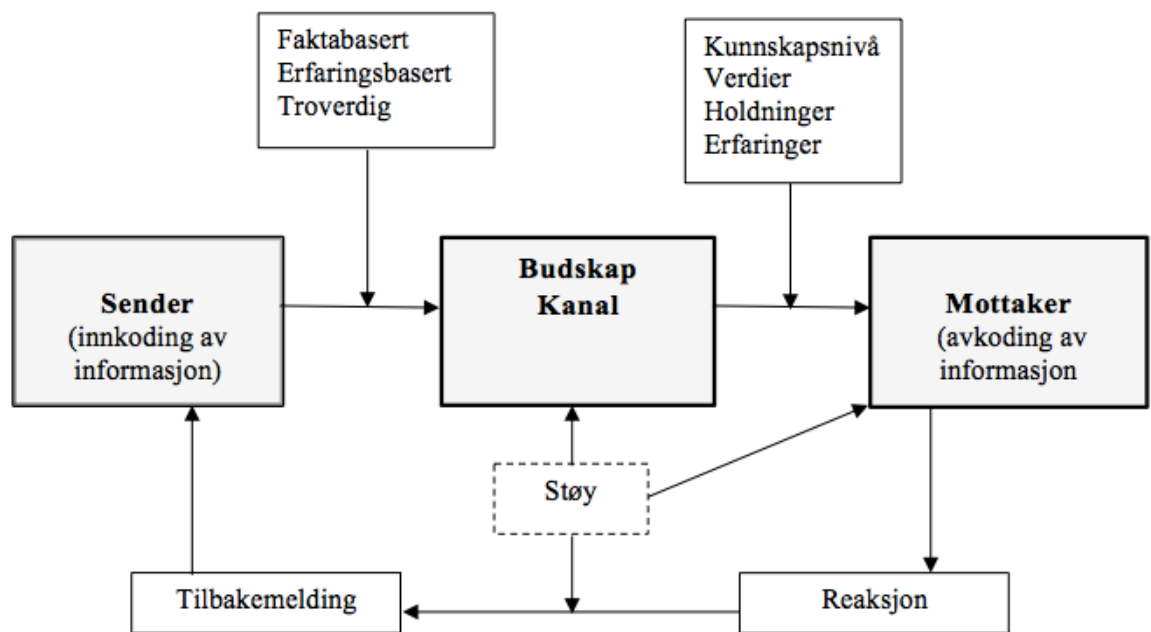 Faktabasert
Erfaringsbasert
Troverdig
Kunnskapsnivå
Verdier
Holdninger
Erfaringer
Sender
(innkoding av
informasjon)
Budskap
Kanal
Mottaker
(avkoding av
informasjon
Støy
Tilbakemelding
Reaksjon